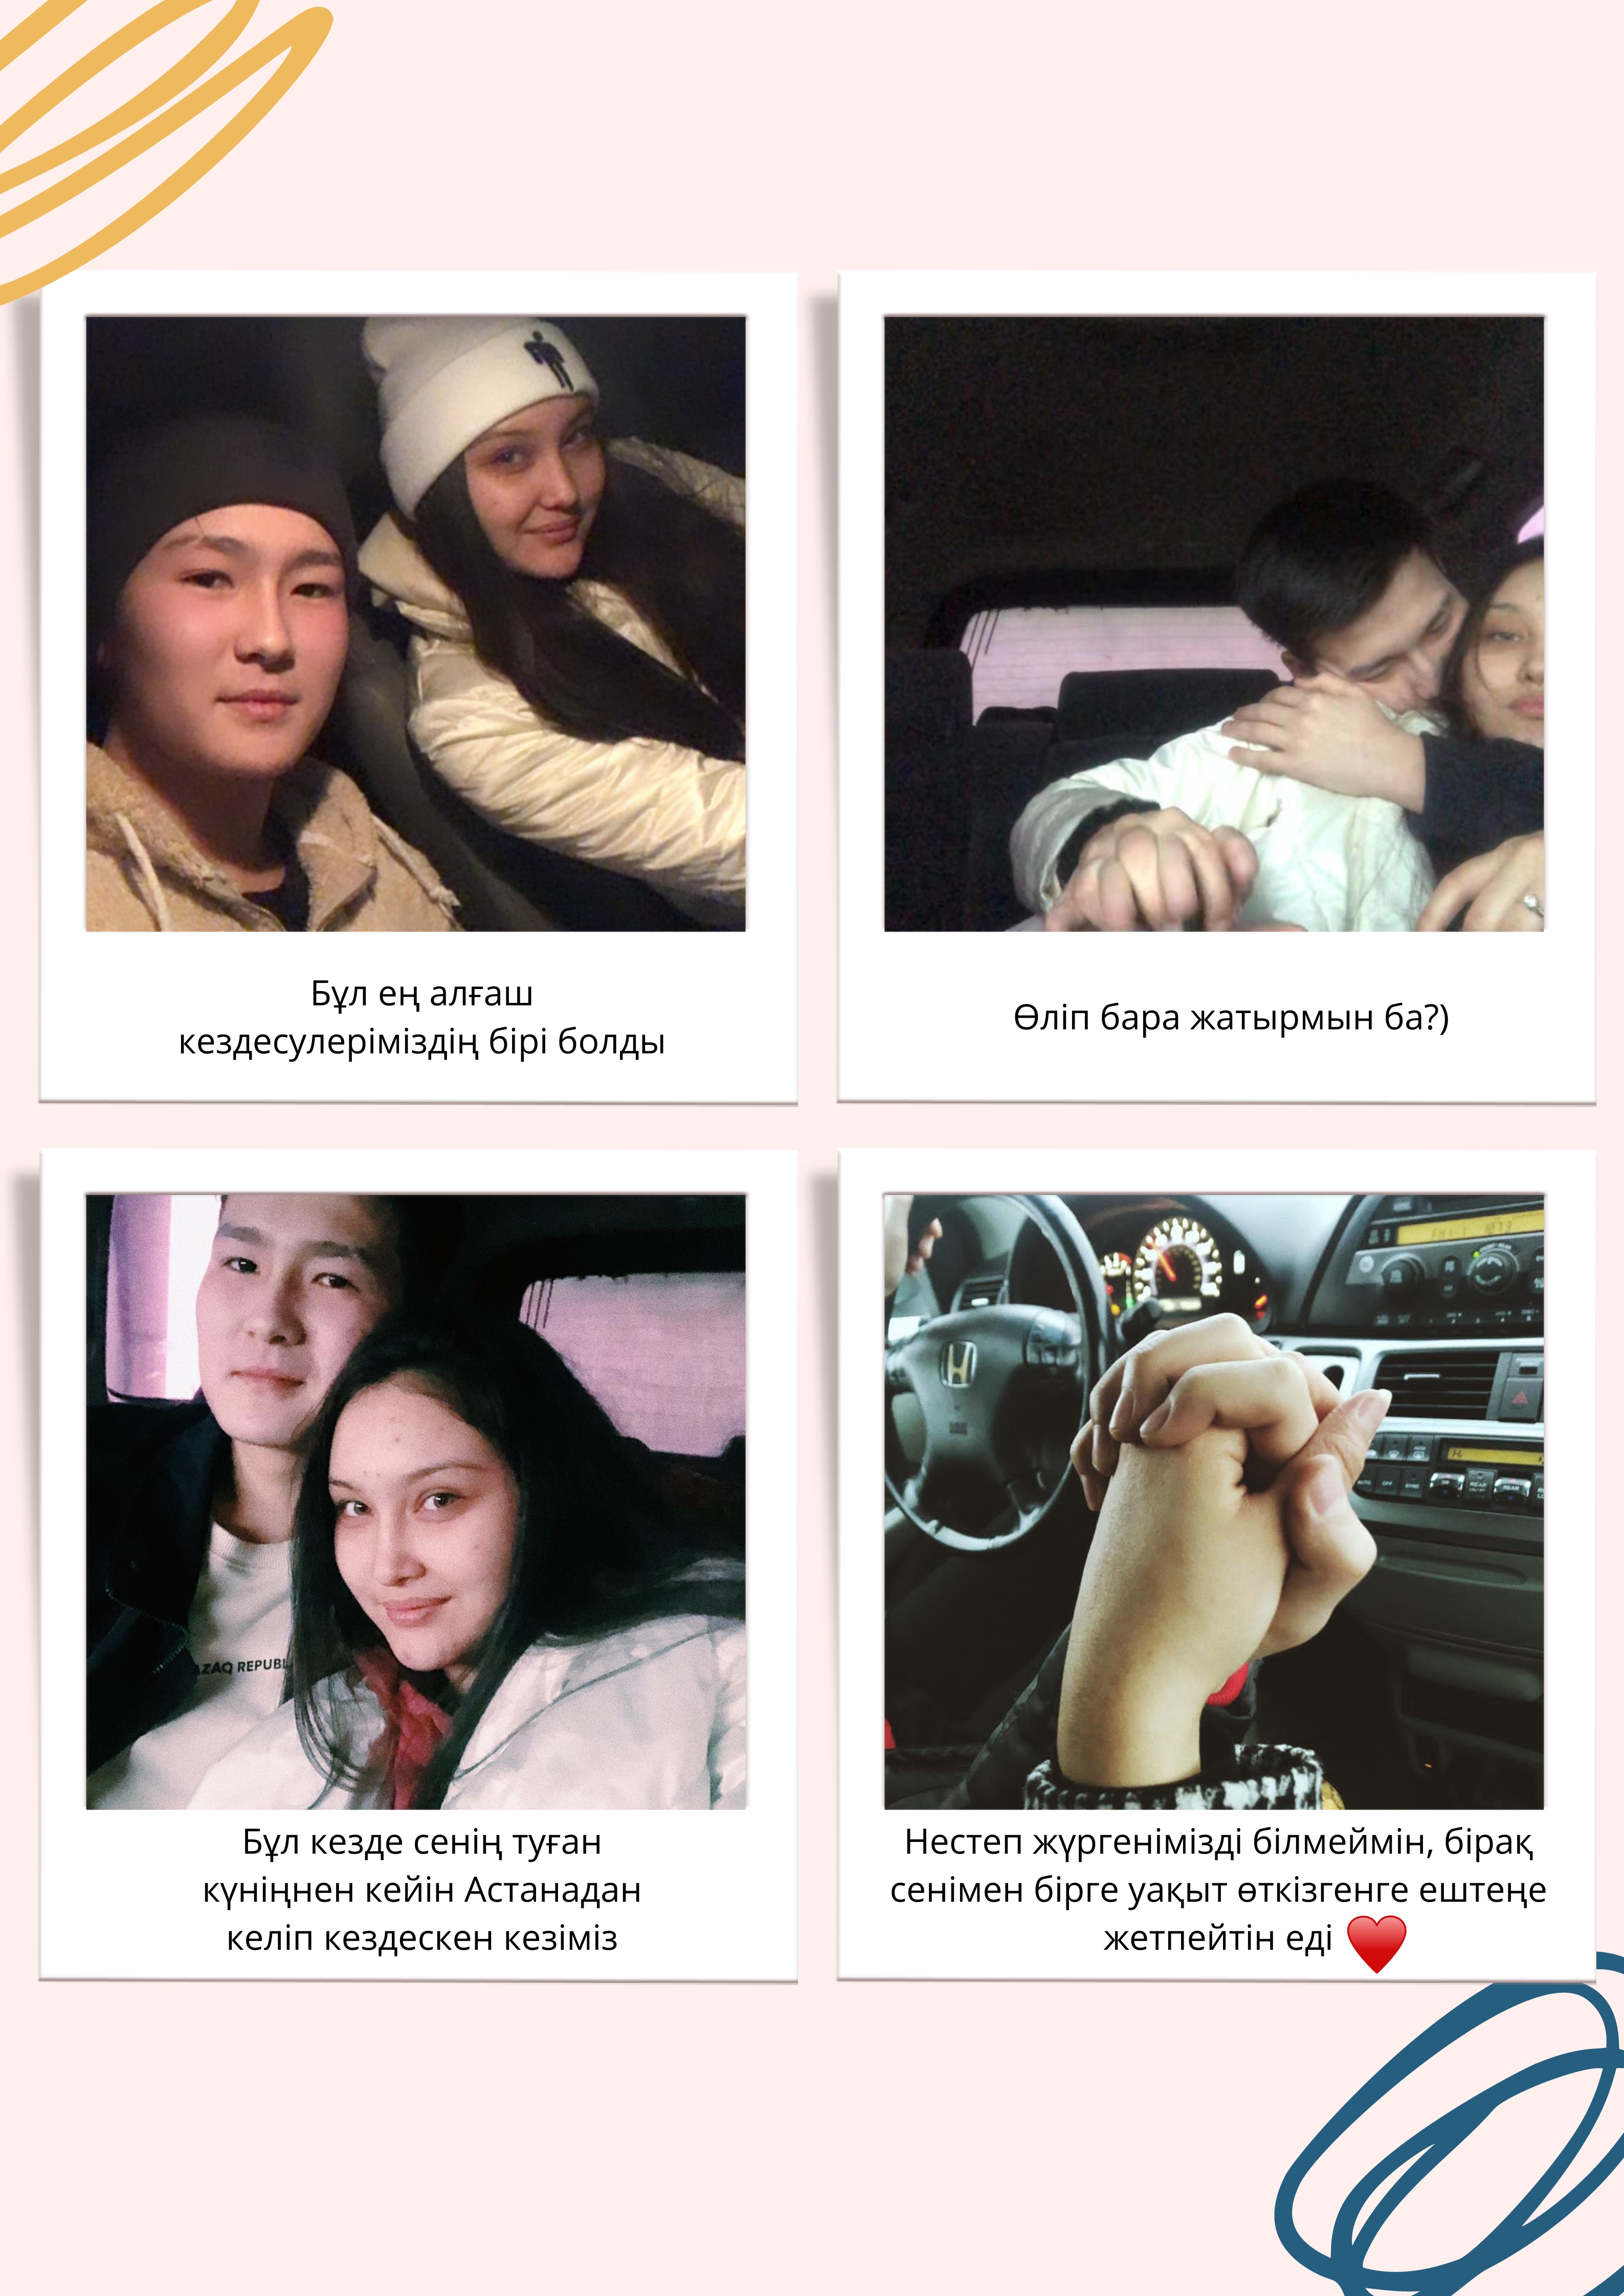 Бұл ең алғаш
кездесулеріміздің бірі болды
Өліп бара жатырмын ба?)
AZAQ REPUBL
Бұл кезде сенің туған
күніңнен кейін Астанадан
келіп кездескен кезіміз
Нестеп жүргенімізді білмеймін, бірақ
сенімен бірге уақыт өткізгенге ештеңе
жетпейтін еді ♥